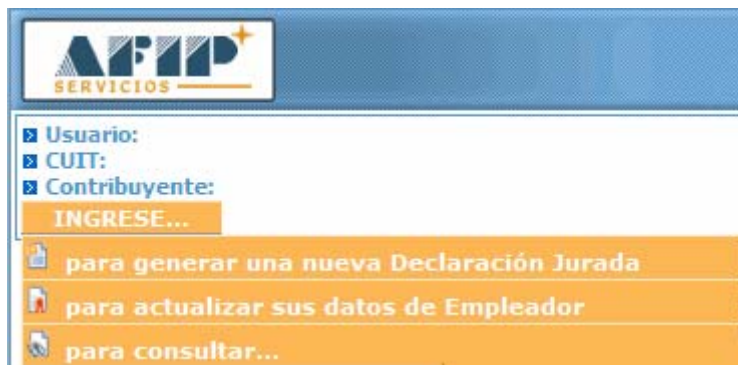 AFIP
SERVICIOS
Usuario:
CUIT:
Contribuyente:
INGRESE...
para generar una nueva Declaración Jurada
para actualizar sus datos de Empleador
para consultar...